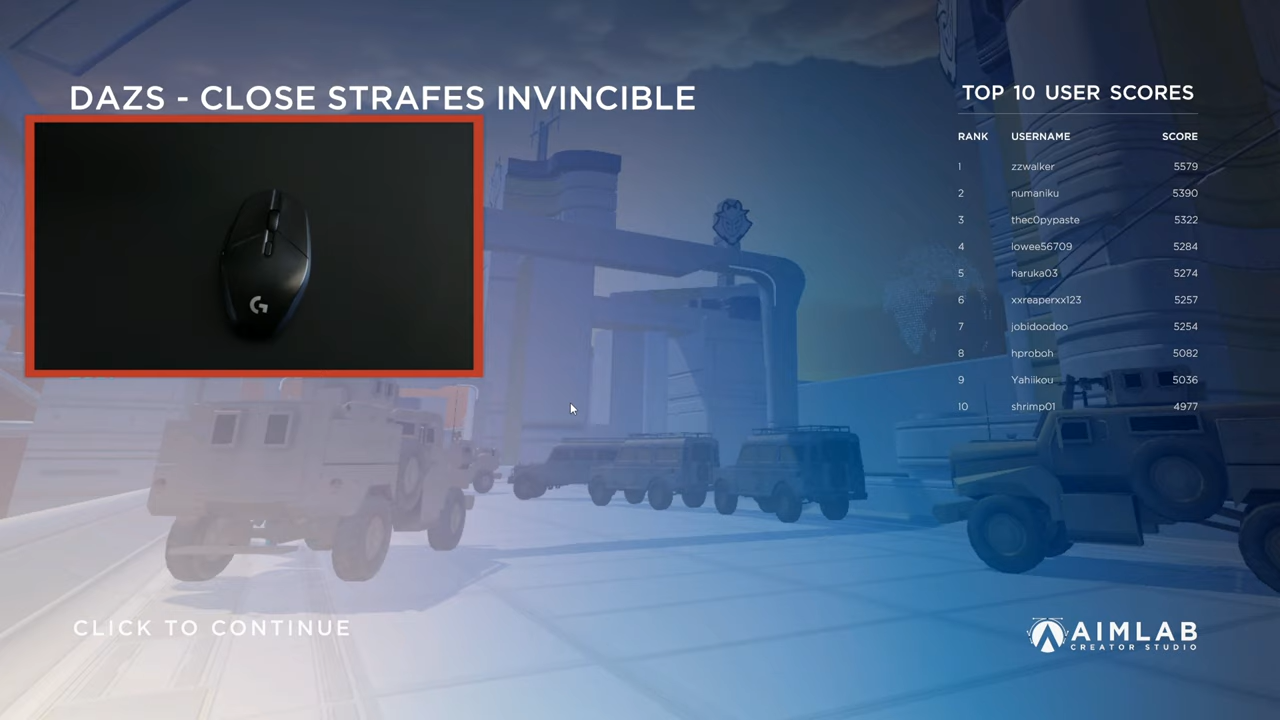 DAZS - CLOSE STRAFES INVINCIBLE
TOP 10 USER SCORES
RANK USERNAME SCORE
1 zzwalker 5579
2 numaniku 5390
3 thec0pypaste 5322
4 lowee56709 5284
5 haruka03 5274
6 xxreaperxx123 5257
7 jobidoodoo 5254
8 hproboh 5082
9 Yahiikou 5036
10 shrimp01 4977
CLICK TO CONTINUE
AIMLAB
CREATOR STUDIO